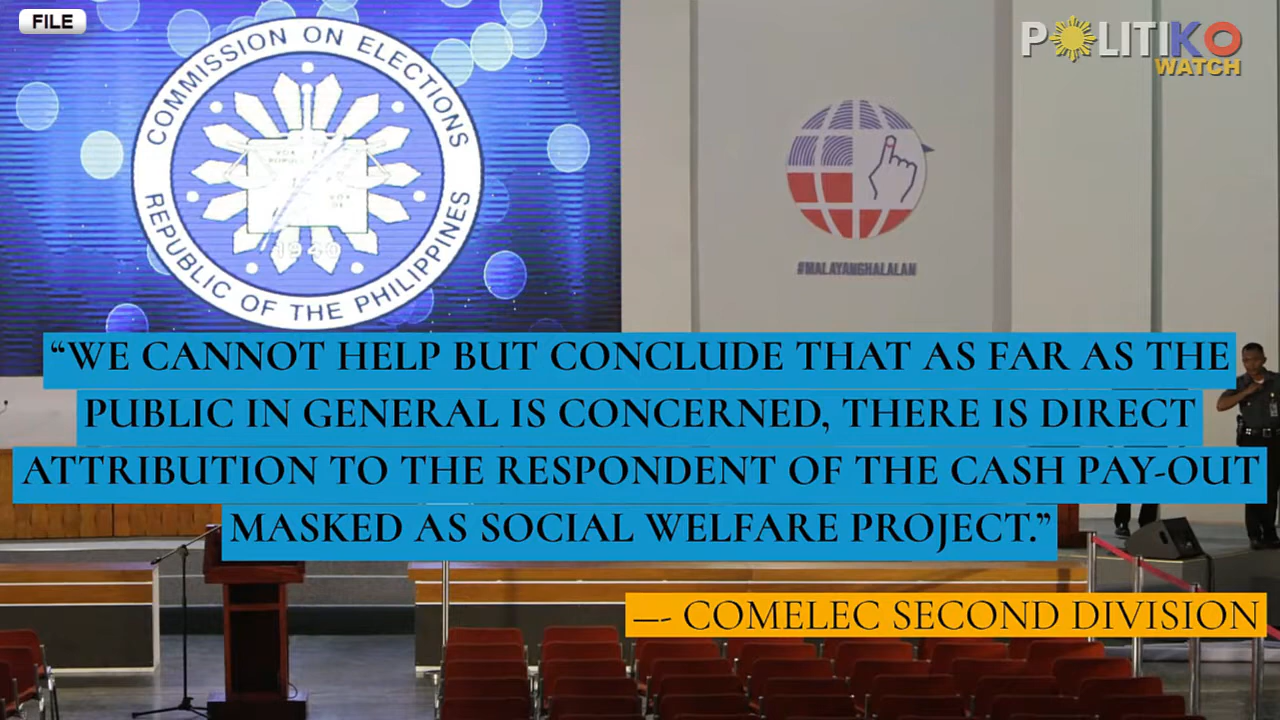 FILE
POLITIKO
WATCH
COMMISSION ON ELECTIONS
REPUBLIC OF THE PHILIPPINES
1940
#MALAYANGHALALAN
“WE CANNOT HELP BUT CONCLUDE THAT AS FAR AS THE
PUBLIC IN GENERAL IS CONCERNED, THERE IS DIRECT
ATTRIBUTION TO THE RESPONDENT OF THE CASH PAY-OUT
MASKED AS SOCIAL WELFARE PROJECT.”
—- COMELEC SECOND DIVISION